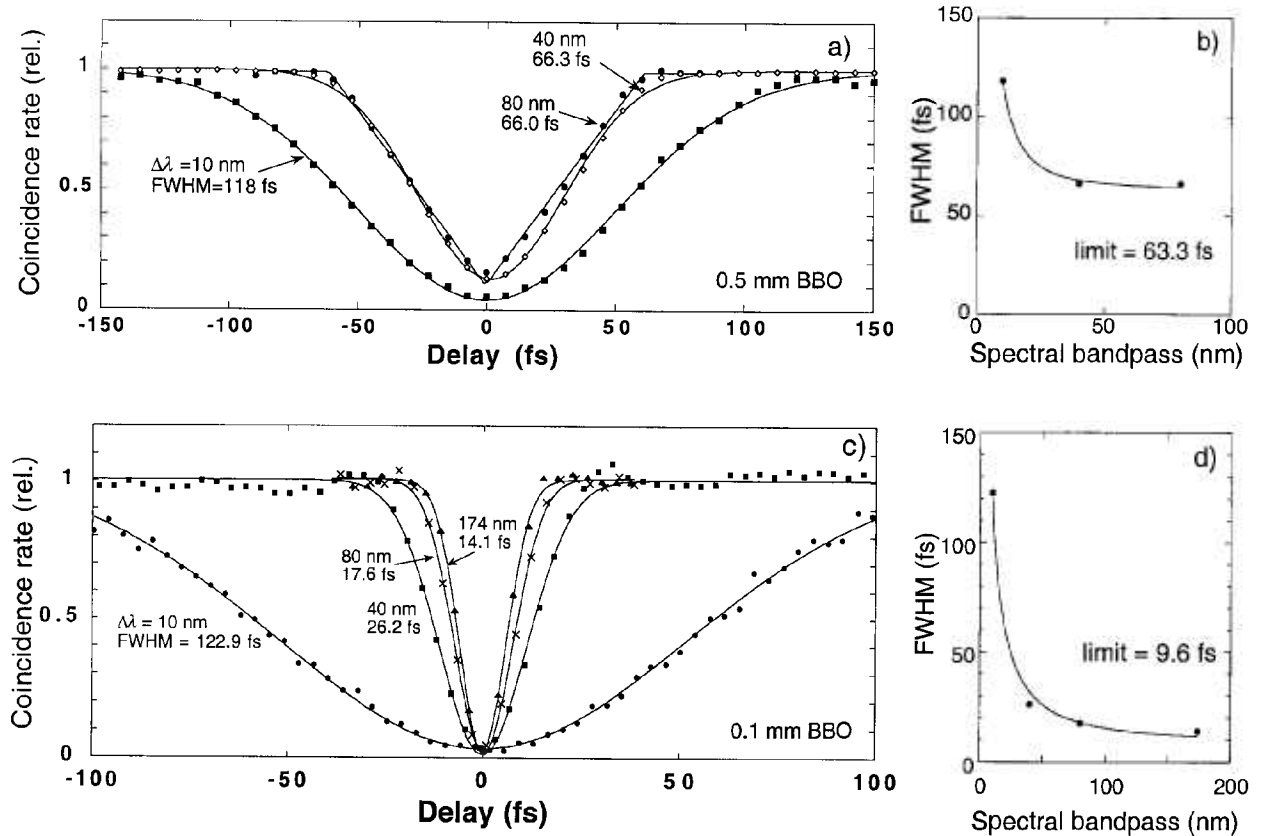 a)
Coincidence rate (rel.)
1
0.5
0
40 nm
66.3 fs
80 nm
66.0 fs
Δλ =10 nm
FWHM=118 fs
0.5 mm BBO
-150 -100 -50 0 50 100 150
Delay (fs)
b)
FWHM (fs)
150
100
50
0
limit = 63.3 fs
0 50 100
Spectral bandpass (nm)
c)
Coincidence rate (rel.)
1
0.5
0
174 nm
14.1 fs
80 nm
17.6 fs
40 nm
26.2 fs
Δλ = 10 nm
FWHM = 122.9 fs
0.1 mm BBO
-100 -50 0 50 100
Delay (fs)
d)
FWHM (fs)
150
100
50
0
limit = 9.6 fs
0 100 200
Spectral bandpass (nm)